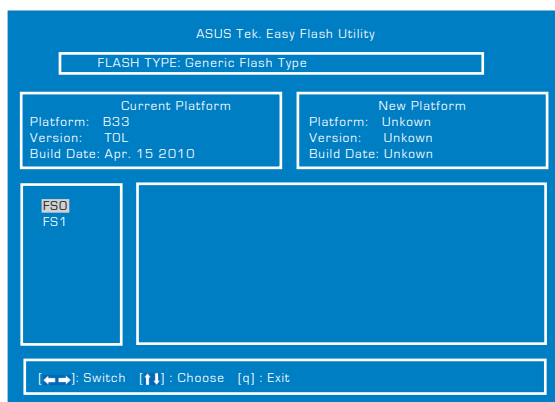 ASUS Tek. Easy Flash Utility
FLASH TYPE: Generic Flash Type
Current Platform
Platform: B33
Version: T0L
Build Date: Apr. 15 2010
New Platform
Platform: Unkown
Version: Unkown
Build Date: Unkown
FS0
FS1
[←→]: Switch [↑↓] : Choose [q] : Exit